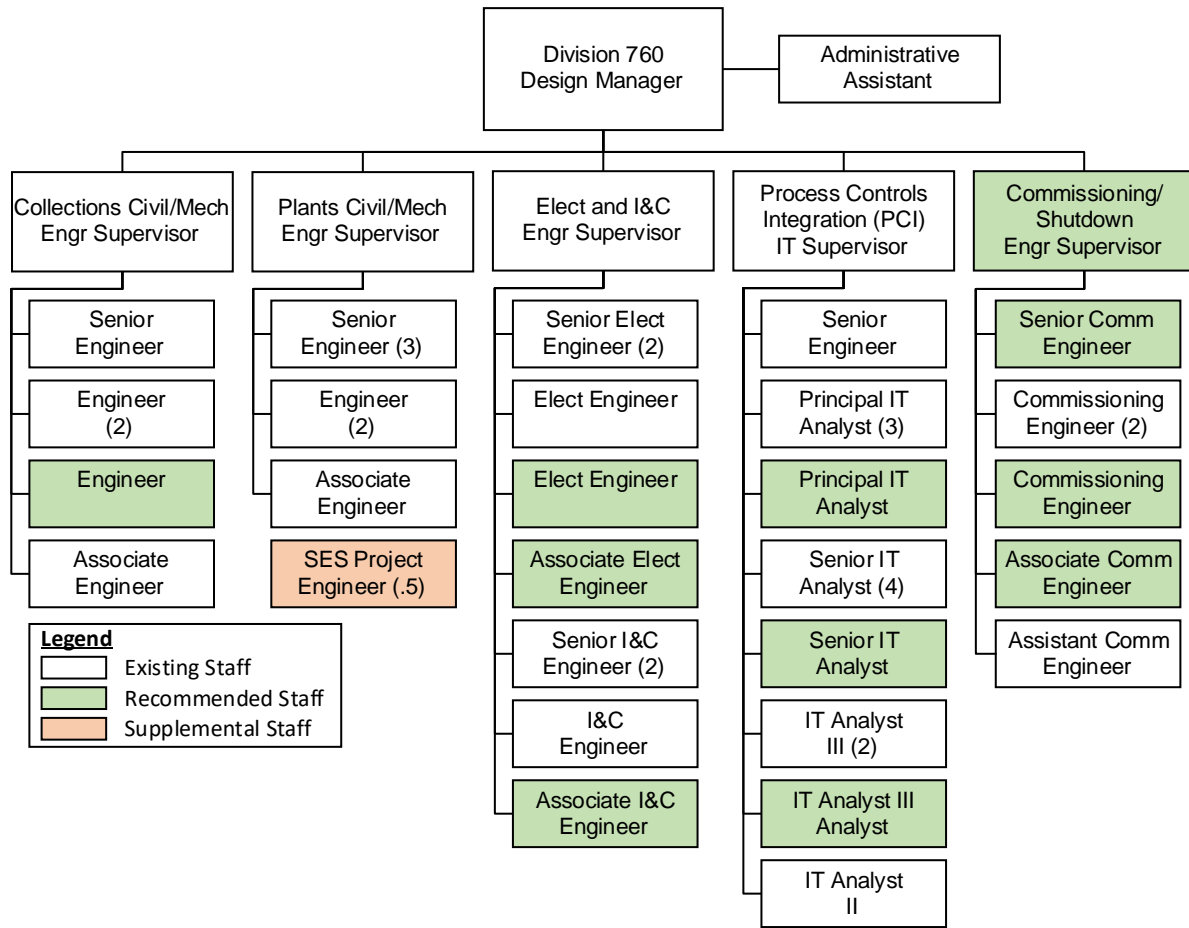 Division 760
Design Manager
Administrative
Assistant
Collections Civil/Mech
Engr Supervisor
Plants Civil/Mech
Engr Supervisor
Elect and I&C
Engr Supervisor
Process Controls
Integration (PCI)
IT Supervisor
Commissioning/
Shutdown
Engr Supervisor
Senior
Engineer
Engineer
(2)
Engineer
Associate
Engineer
Senior
Engineer (3)
Engineer
(2)
Associate
Engineer
SES Project
Engineer (.5)
Senior Elect
Engineer (2)
Elect Engineer
Elect Engineer
Associate Elect
Engineer
Senior I&C
Engineer (2)
I&C
Engineer
Associate I&C
Engineer
Senior
Engineer
Principal IT
Analyst (3)
Principal IT
Analyst
Senior IT
Analyst (4)
Senior IT
Analyst
IT Analyst
III (2)
IT Analyst III
Analyst
IT Analyst
II
Senior Comm
Engineer
Commissioning
Engineer (2)
Commissioning
Engineer
Associate Comm
Engineer
Assistant Comm
Engineer
Legend
Existing Staff
Recommended Staff
Supplemental Staff